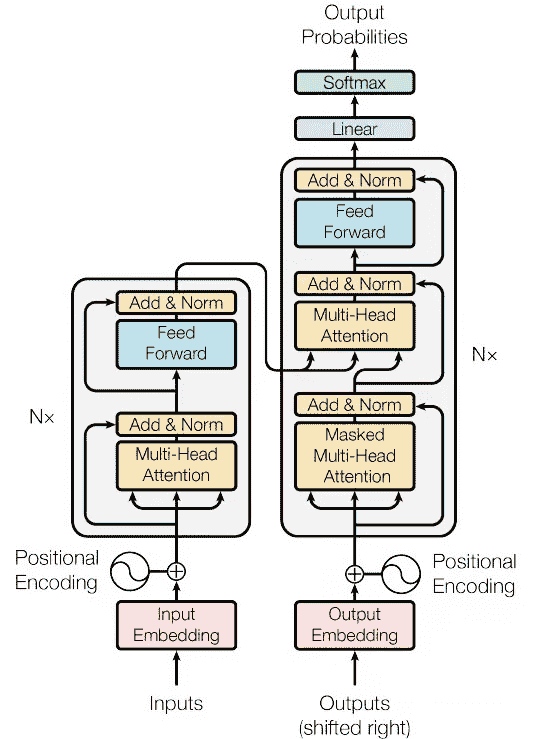 Output
Probabilities
Softmax
Linear
Add & Norm
Feed
Forward
Add & Norm
Multi-Head
Attention
Add & Norm
Masked
Multi-Head
Attention
N×
Positional
Encoding
Output
Embedding
Outputs
(shifted right)
Add & Norm
Feed
Forward
Add & Norm
Multi-Head
Attention
N×
Positional
Encoding
Input
Embedding
Inputs